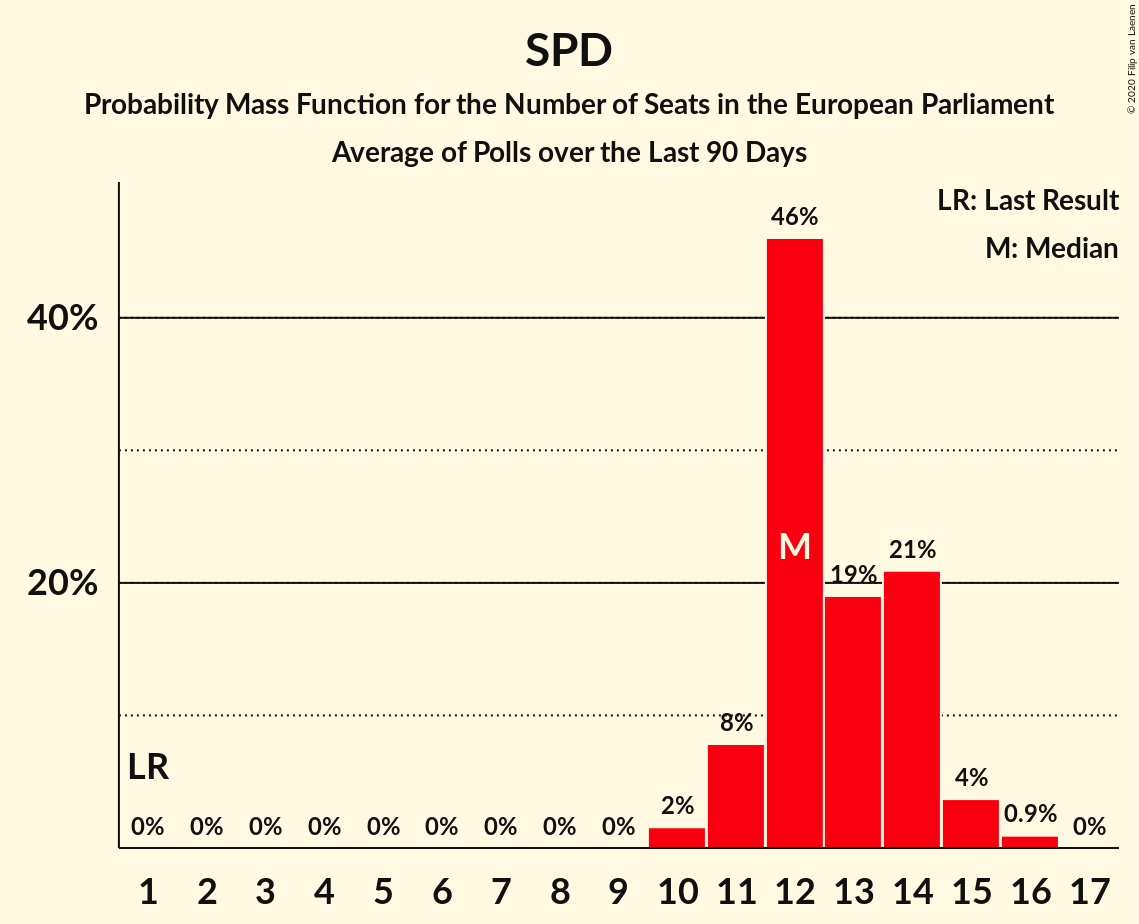 SPD
Probability Mass Function for the Number of Seats in the European Parliament
Average of Polls over the Last 90 Days
© 2020 Filip van Laenen
LR: Last Result
M: Median
40%
20%
46%
M
19%
21%
8%
LR
4%
2%
0.9%
0% 0% 0% 0% 0% 0% 0% 0% 0% 0%
1 2 3 4 5 6 7 8 9 10 11 12 13 14 15 16 17